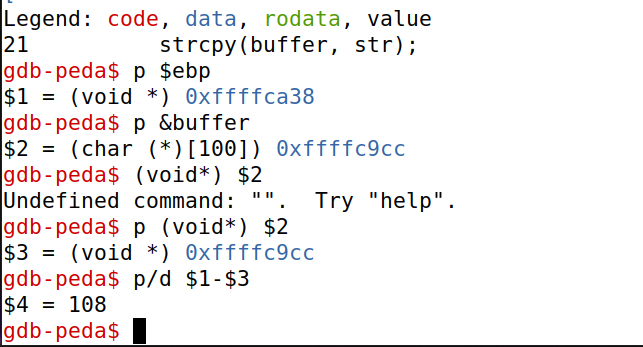 Legend: code, data, rodata, value
21          strcpy(buffer, str);
gdb-peda$ p $ebp
$1 = (void *) 0xffffca38
gdb-peda$ p &buffer
$2 = (char (*)[100]) 0xffffc9cc
gdb-peda$ (void*) $2
Undefined command: "".  Try "help".
gdb-peda$ p (void*) $2
$3 = (void *) 0xffffc9cc
gdb-peda$ p/d $1-$3
$4 = 108
gdb-peda$